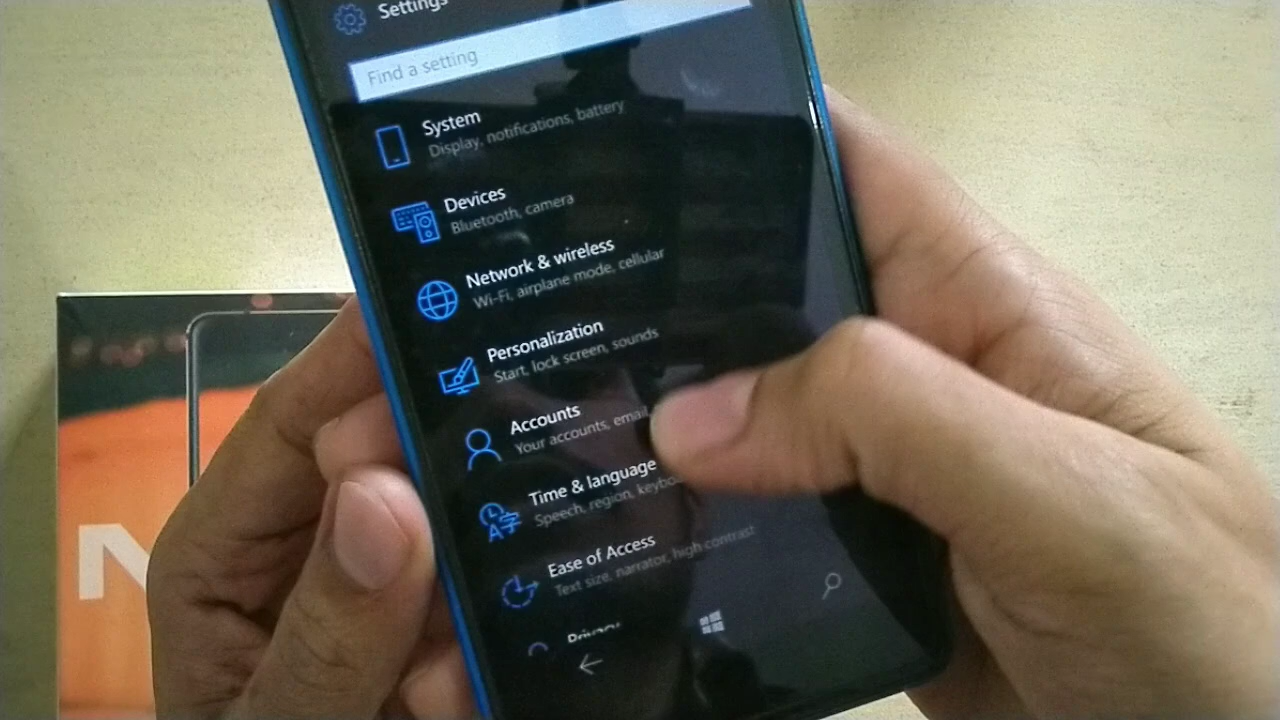 Settings
Find a setting
System
Display, notifications, battery
Devices
Bluetooth, camera
Network & wireless
Wi-Fi, airplane mode, cellular
Personalization
Start, lock screen, sounds
Accounts
Your accounts, email,
Time & language
Speech, region, keybo
Ease of Access
Text size, narrator, high contrast
Privacy
N